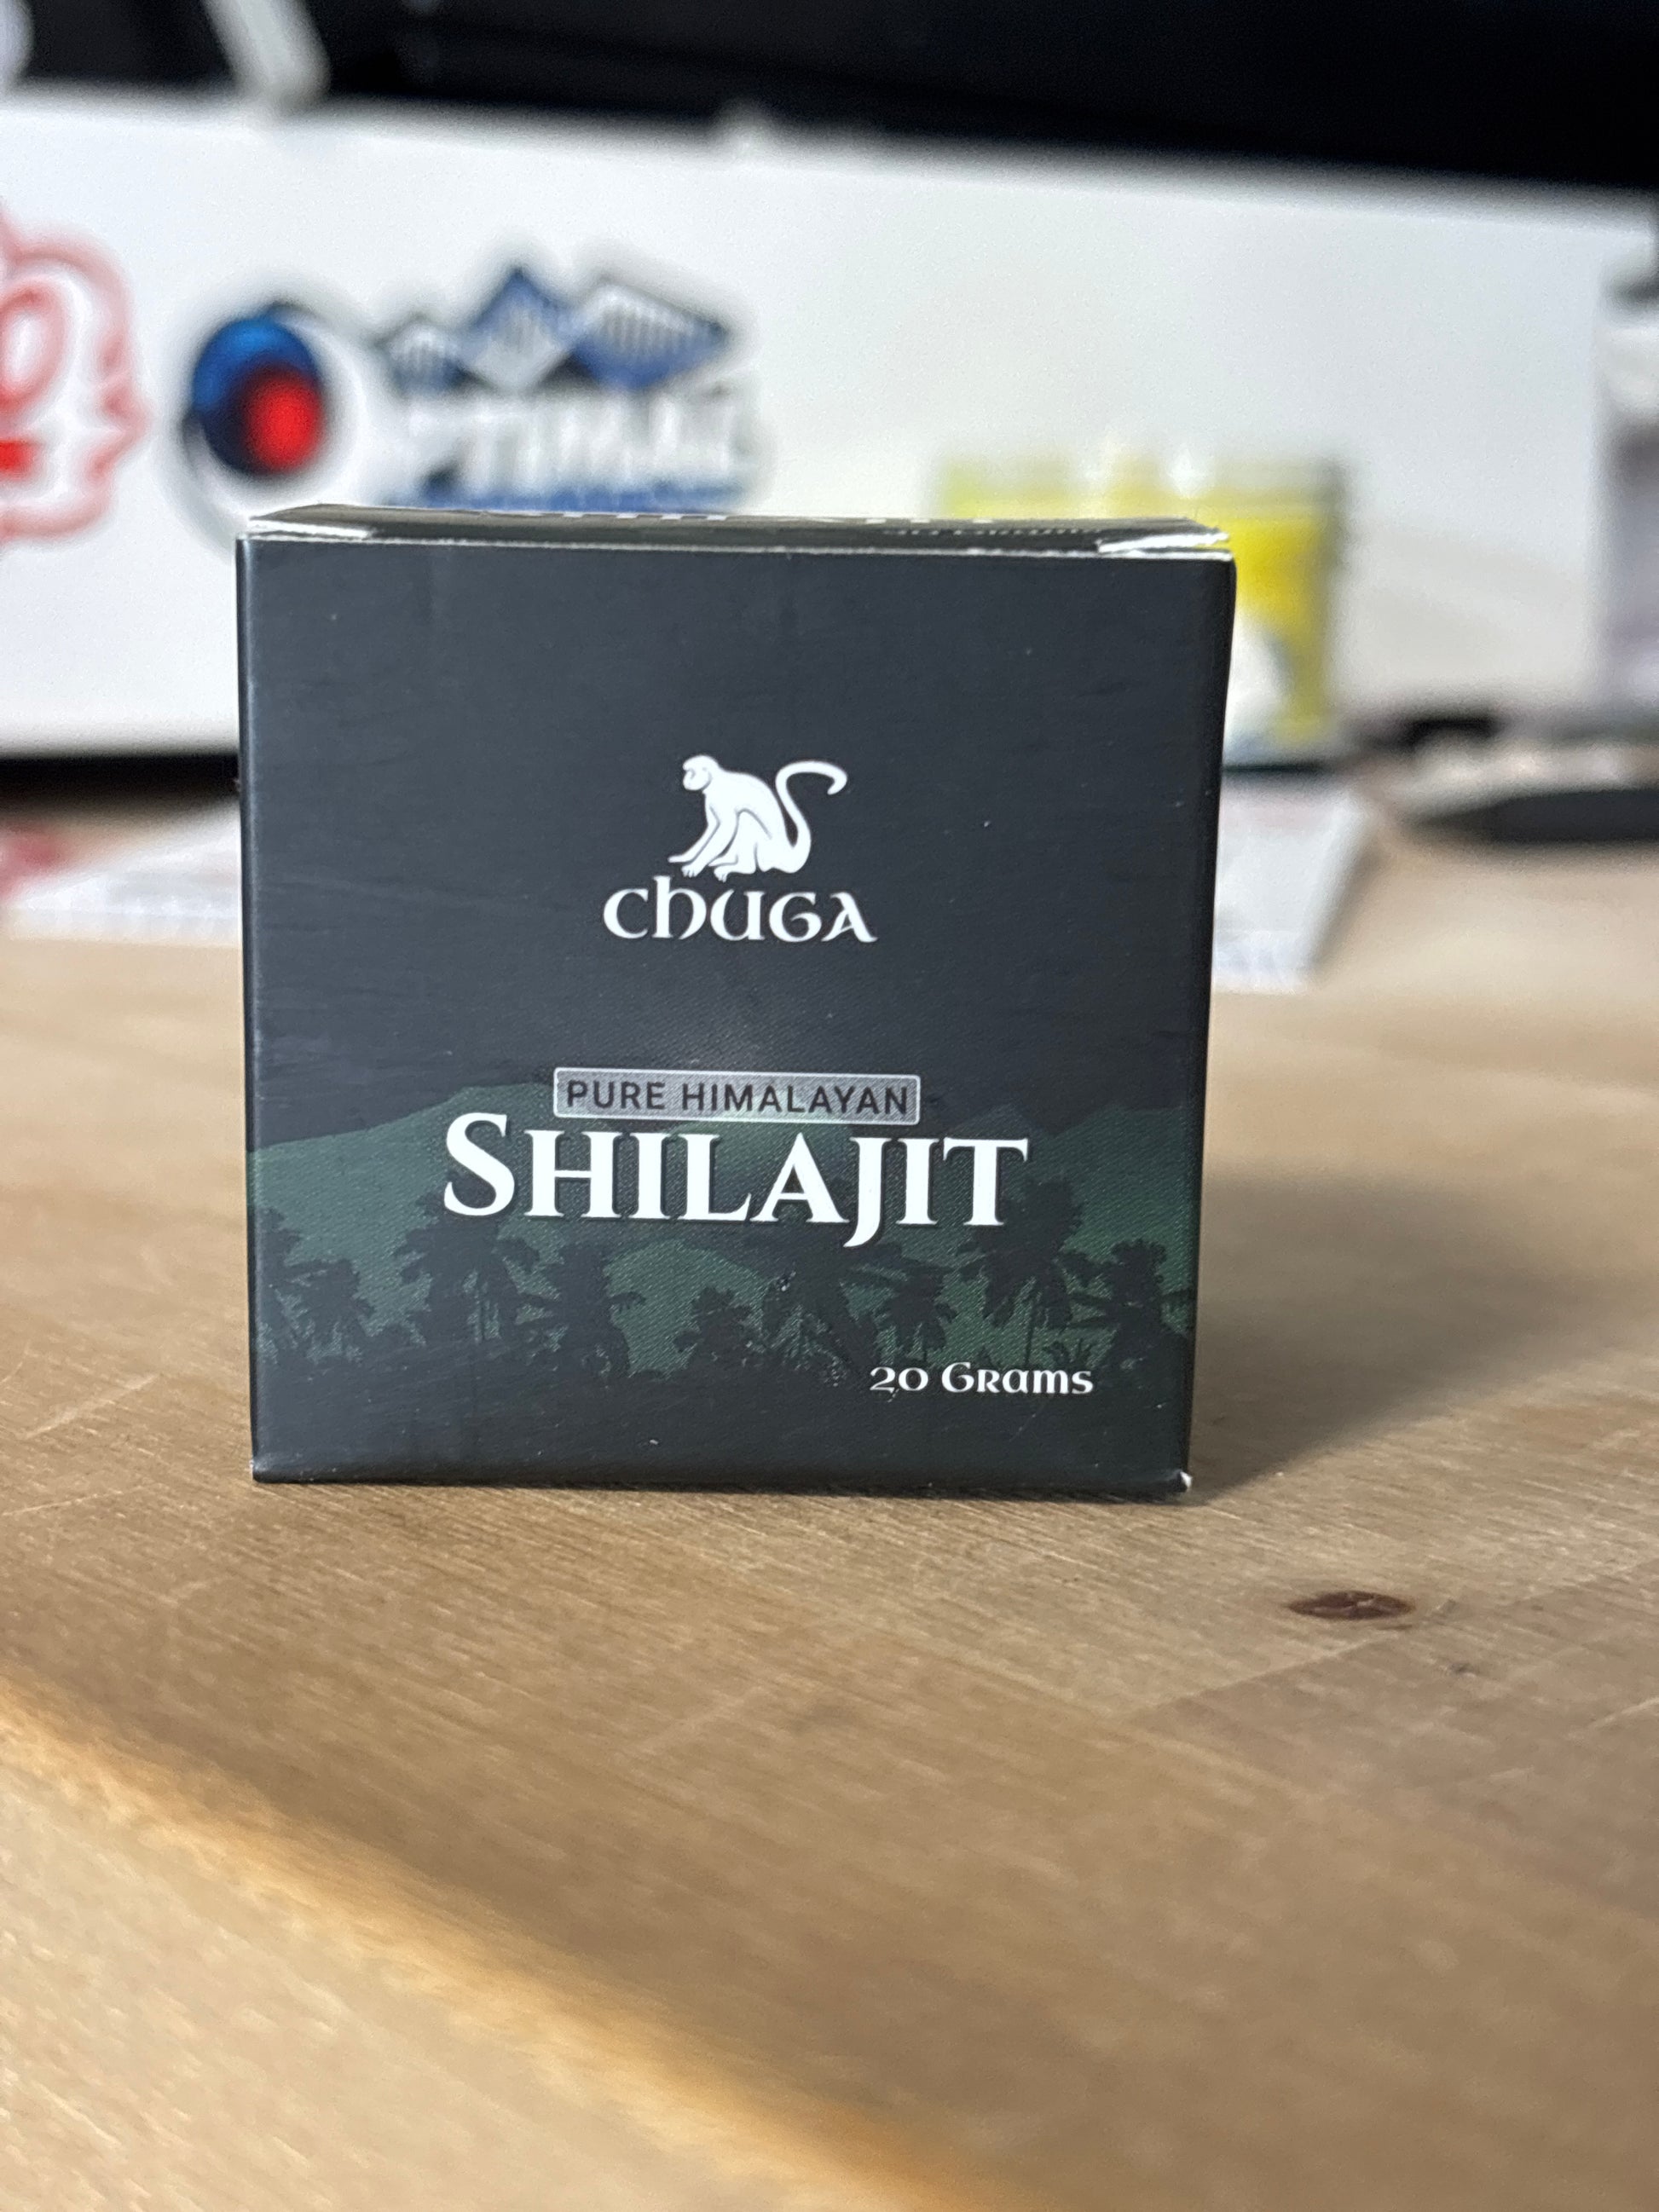 chuga
PURE HIMALAYAN
SHILAJIT
20 Grams